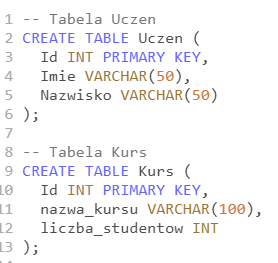 1 -- Tabela Uczen
2 CREATE TABLE Uczen (
3   Id INT PRIMARY KEY,
4   Imie VARCHAR(50),
5   Nazwisko VARCHAR(50)
6 );
7
8 -- Tabela Kurs
9 CREATE TABLE Kurs (
10   Id INT PRIMARY KEY,
11   nazwa_kursu VARCHAR(100),
12   liczba_studentow INT
13 );